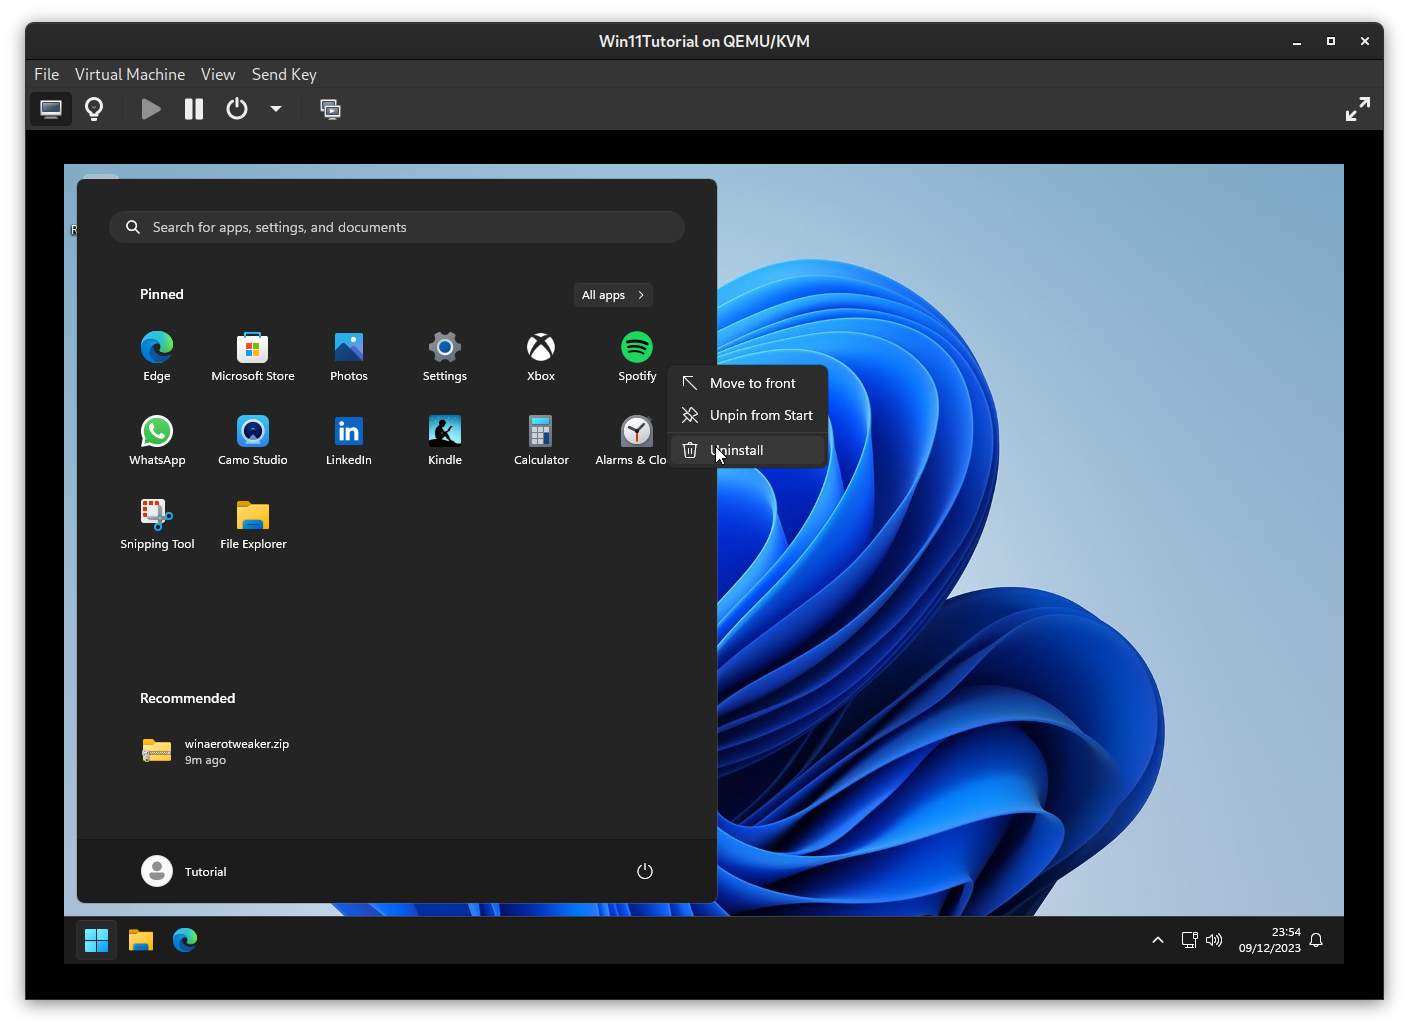 Win11Tutorial on QEMU/KVM
File Virtual Machine View Send Key
Search for apps, settings, and documents
Pinned
All apps
Edge Microsoft Store Photos Settings Xbox Spotify
Move to front
Unpin from Start
Uninstall
WhatsApp Camo Studio LinkedIn Kindle Calculator Alarms & Clo
Snipping Tool File Explorer
Recommended
winaerotweaker.zip
9m ago
Tutorial
23:54
09/12/2023